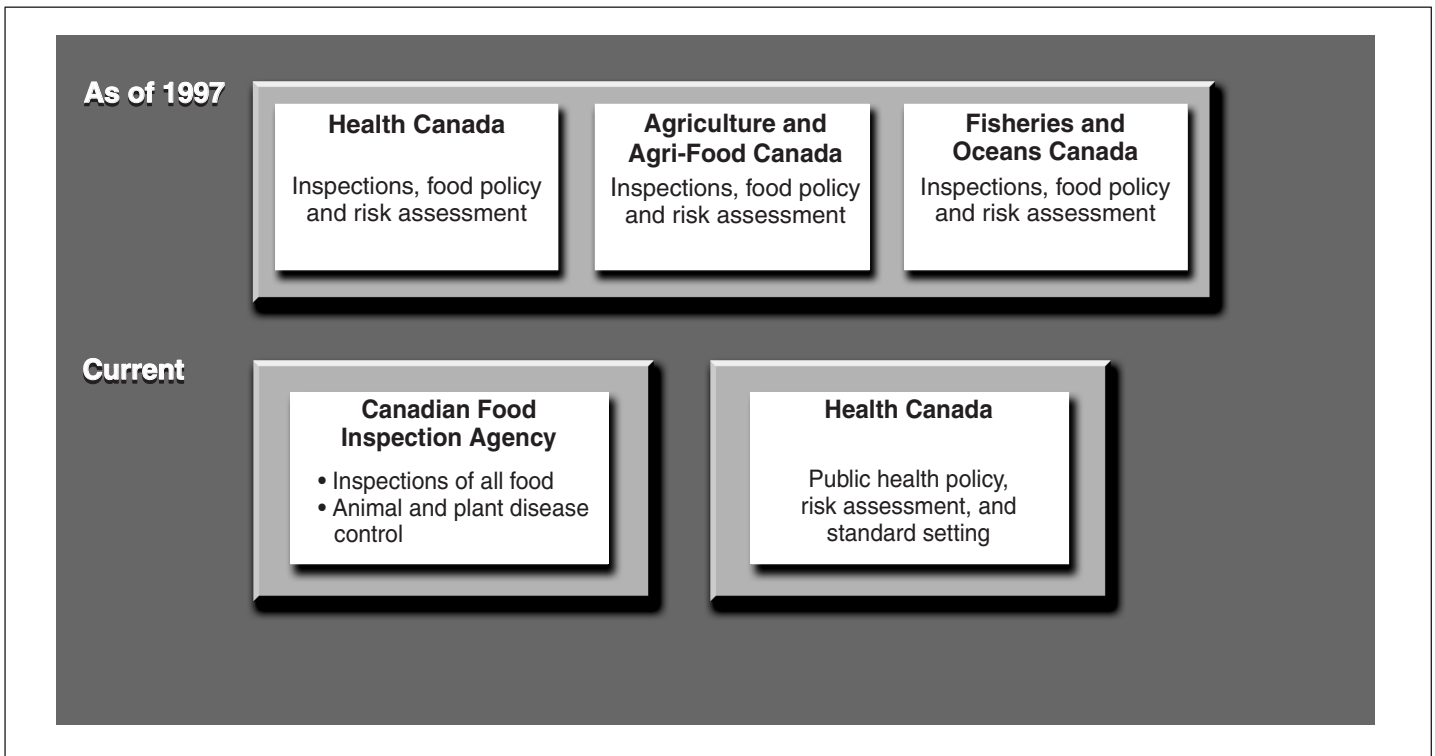 As of 1997
Health Canada
Inspections, food policy
and risk assessment
Agriculture and
Agri-Food Canada
Inspections, food policy
and risk assessment
Fisheries and
Oceans Canada
Inspections, food policy
and risk assessment
Current
Canadian Food
Inspection Agency
• Inspections of all food
• Animal and plant disease
control
Health Canada
Public health policy,
risk assessment, and
standard setting